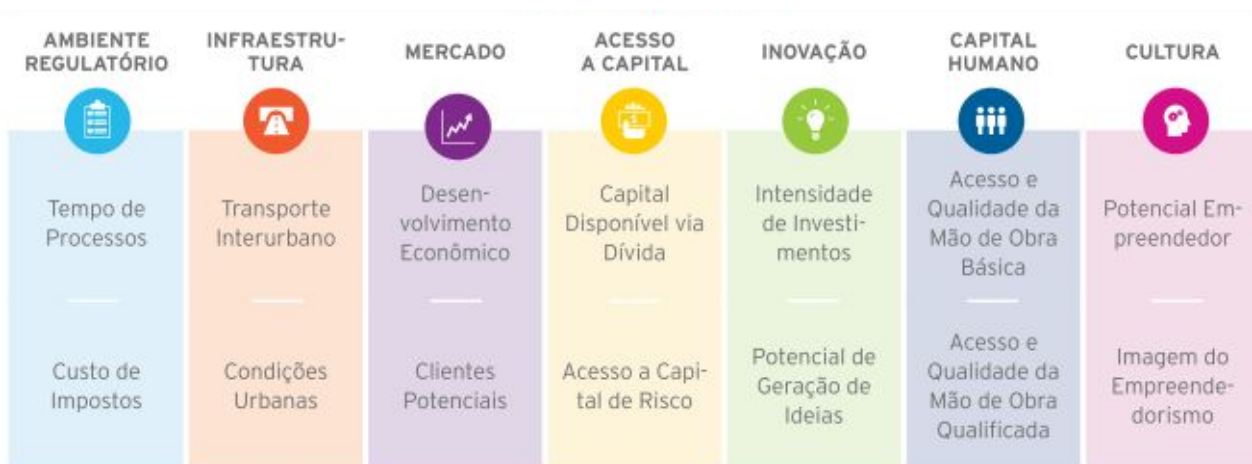 AMBIENTE
REGULATÓRIO
Tempo de
Processos
Custo de
Impostos
INFRAESTRU-
TURA
Transporte
Interurbano
Condições
Urbanas
MERCADO
Desen-
volvimento
Econômico
Clientes
Potenciais
ACESSO
A CAPITAL
Capital
Disponível via
Dívida
Acesso a Capi-
tal de Risco
INOVAÇÃO
Intensidade
de Investi-
mentos
Potencial de
Geração de
Ideias
CAPITAL
HUMANO
Acesso e
Qualidade da
Mão de Obra
Básica
Acesso e
Qualidade da
Mão de Obra
Qualificada
CULTURA
Potencial Em-
preendedor
Imagem do
Empreende-
dorismo